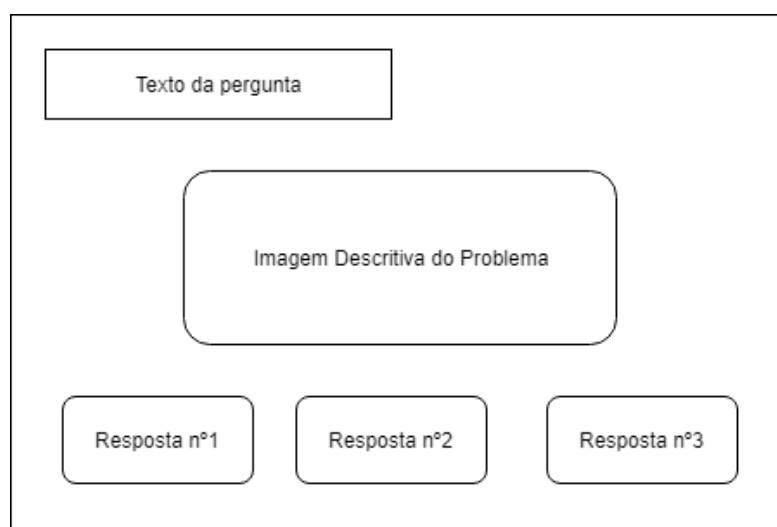 Texto da pergunta
Imagem Descritiva do Problema
Resposta nº1
Resposta nº2
Resposta nº3